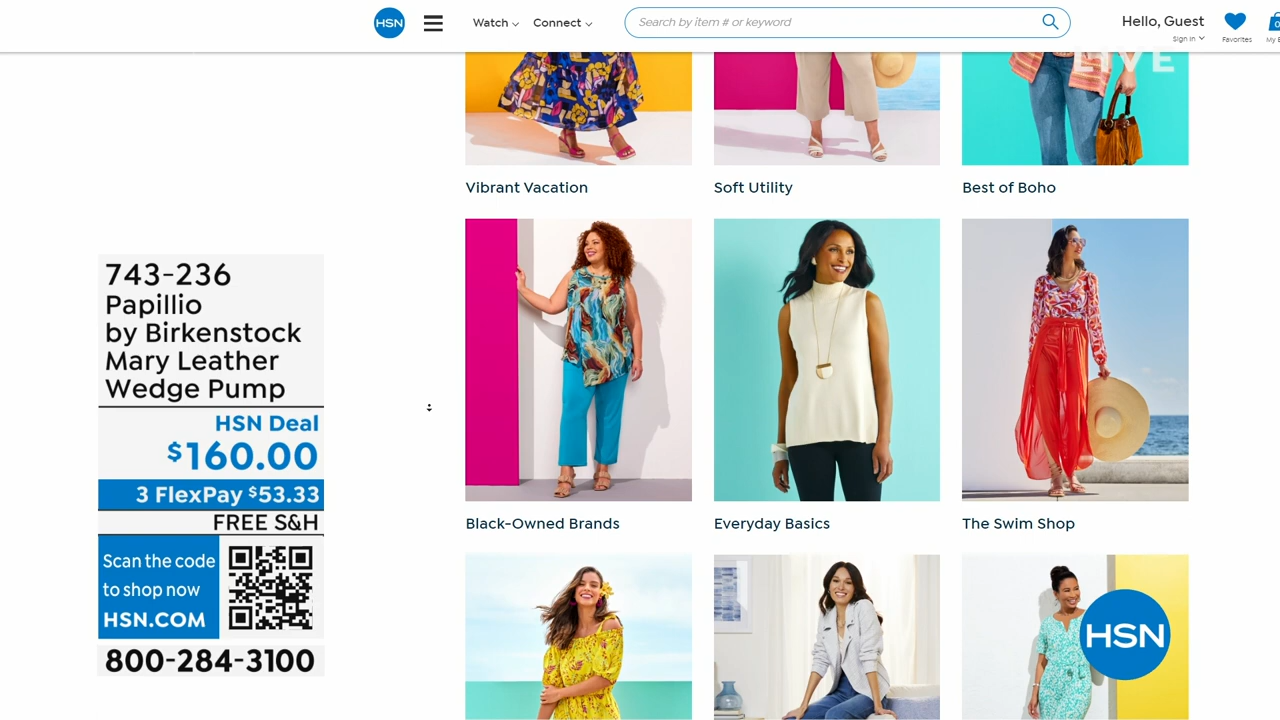 HSN
Watch
Connect
Search by item # or keyword
Hello, Guest
Sign In
Favorites
0
My
LIVE
Vibrant Vacation
Soft Utility
Best of Boho
743-236
Papillio
by Birkenstock
Mary Leather
Wedge Pump
HSN Deal
$160.00
3 FlexPay $53.33
FREE S&H
Scan the code
to shop now
HSN.COM
800-284-3100
Black-Owned Brands
Everyday Basics
The Swim Shop
HSN